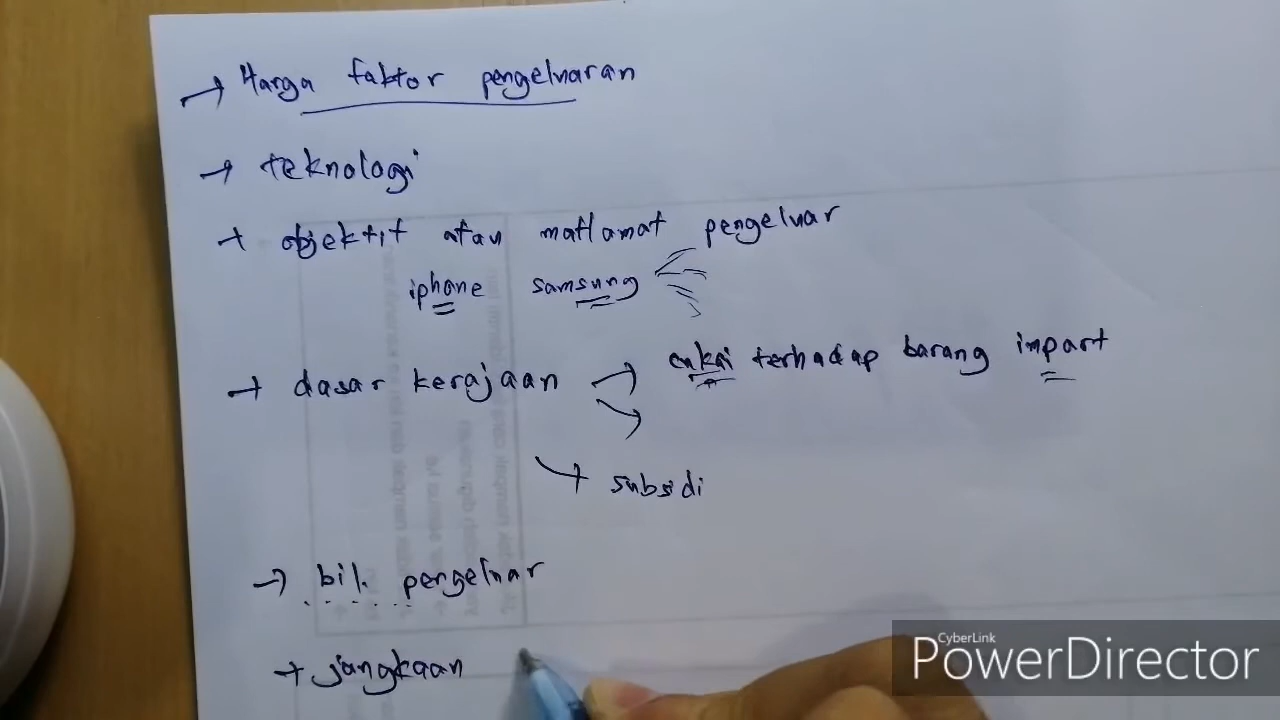 → Harga faktor pengeluaran
→ teknologi
→ objektif atau matlamat pengeluar
iphone samsung
→ dasar kerajaan → cukai terhadap barang import
→ subsidi
→ bil. pengeluar
→ jangkaan
CyberLink
PowerDirector